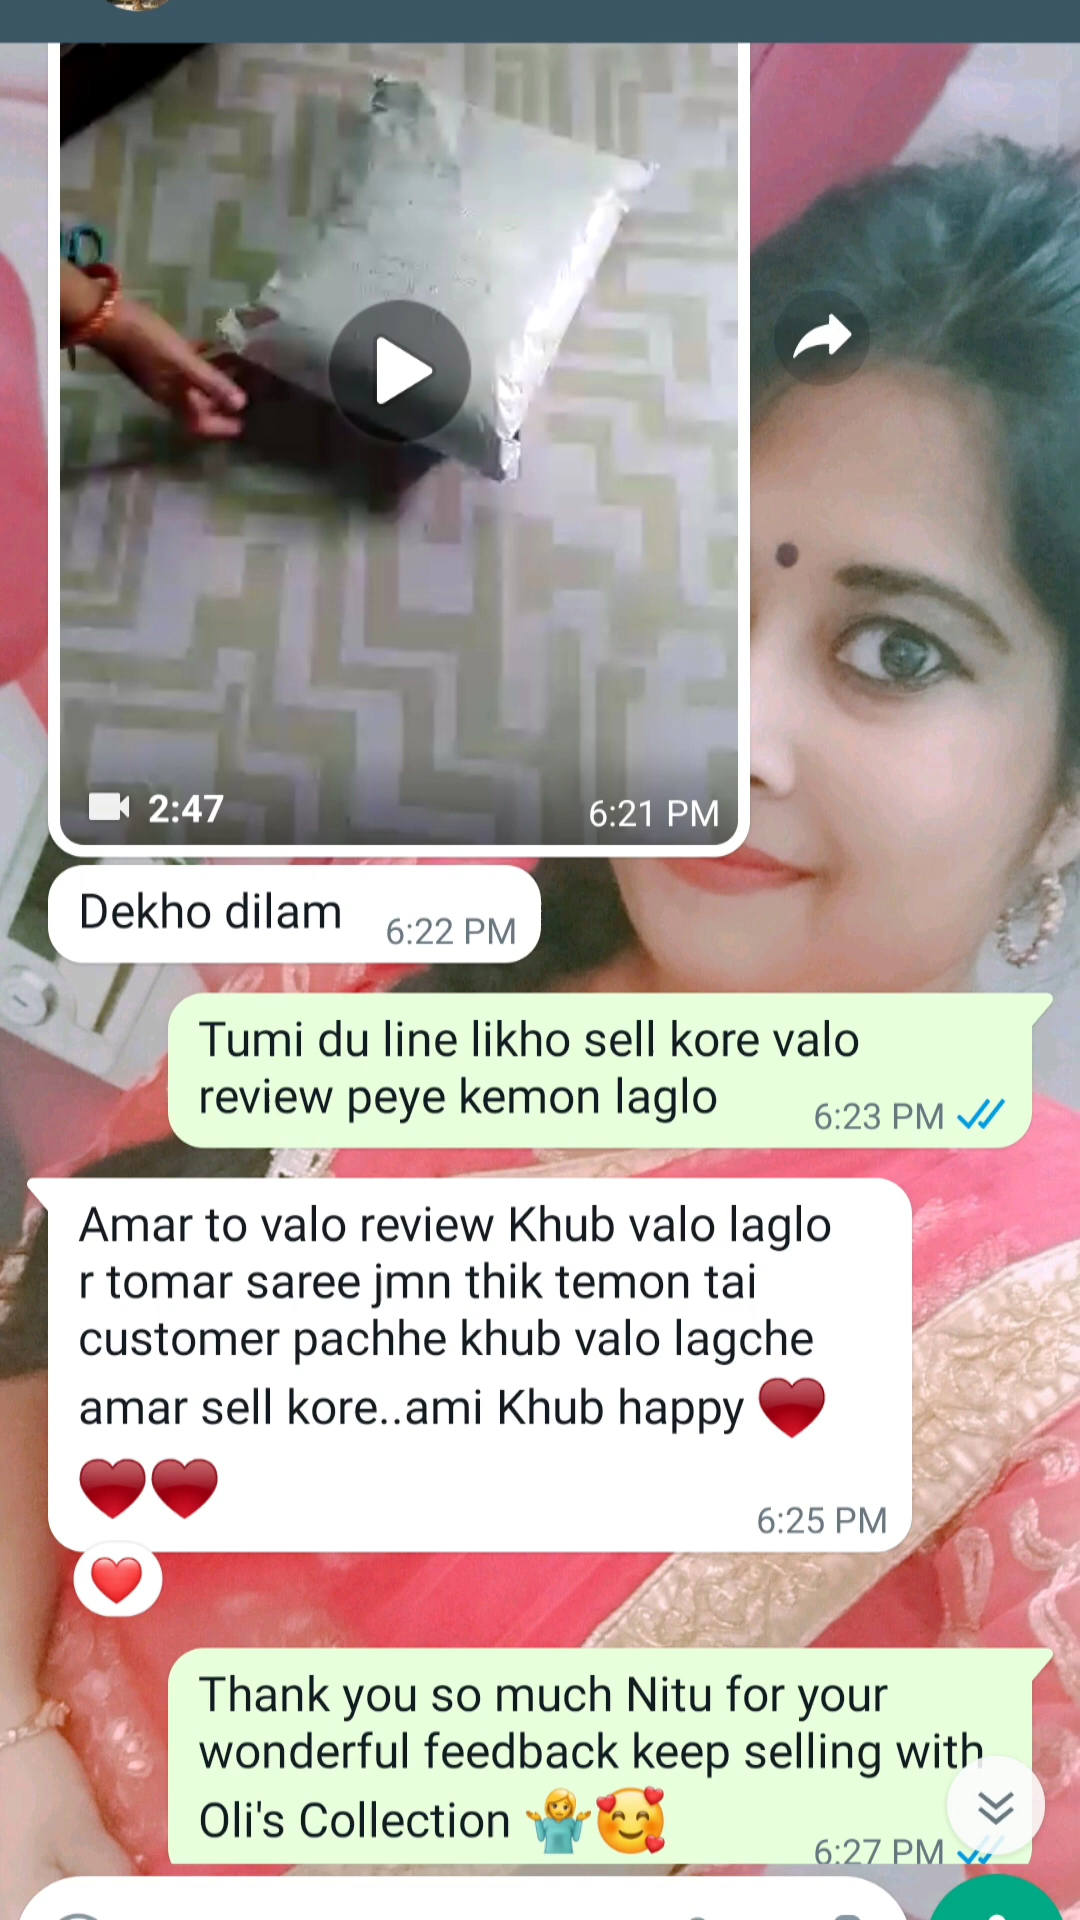 2:47
6:21 PM
Dekho dilam
6:22 PM
Tumi du line likho sell kore valo
review peye kemon laglo
6:23 PM
Amar to valo review Khub valo laglo
r tomar saree jmn thik temon tai
customer pachhe khub valo lagche
amar sell kore..ami Khub happy ♥️
♥️♥️
6:25 PM
❤️
Thank you so much Nitu for your
wonderful feedback keep selling with
Oli's Collection 🤷‍♀️🥰
6:27 PM